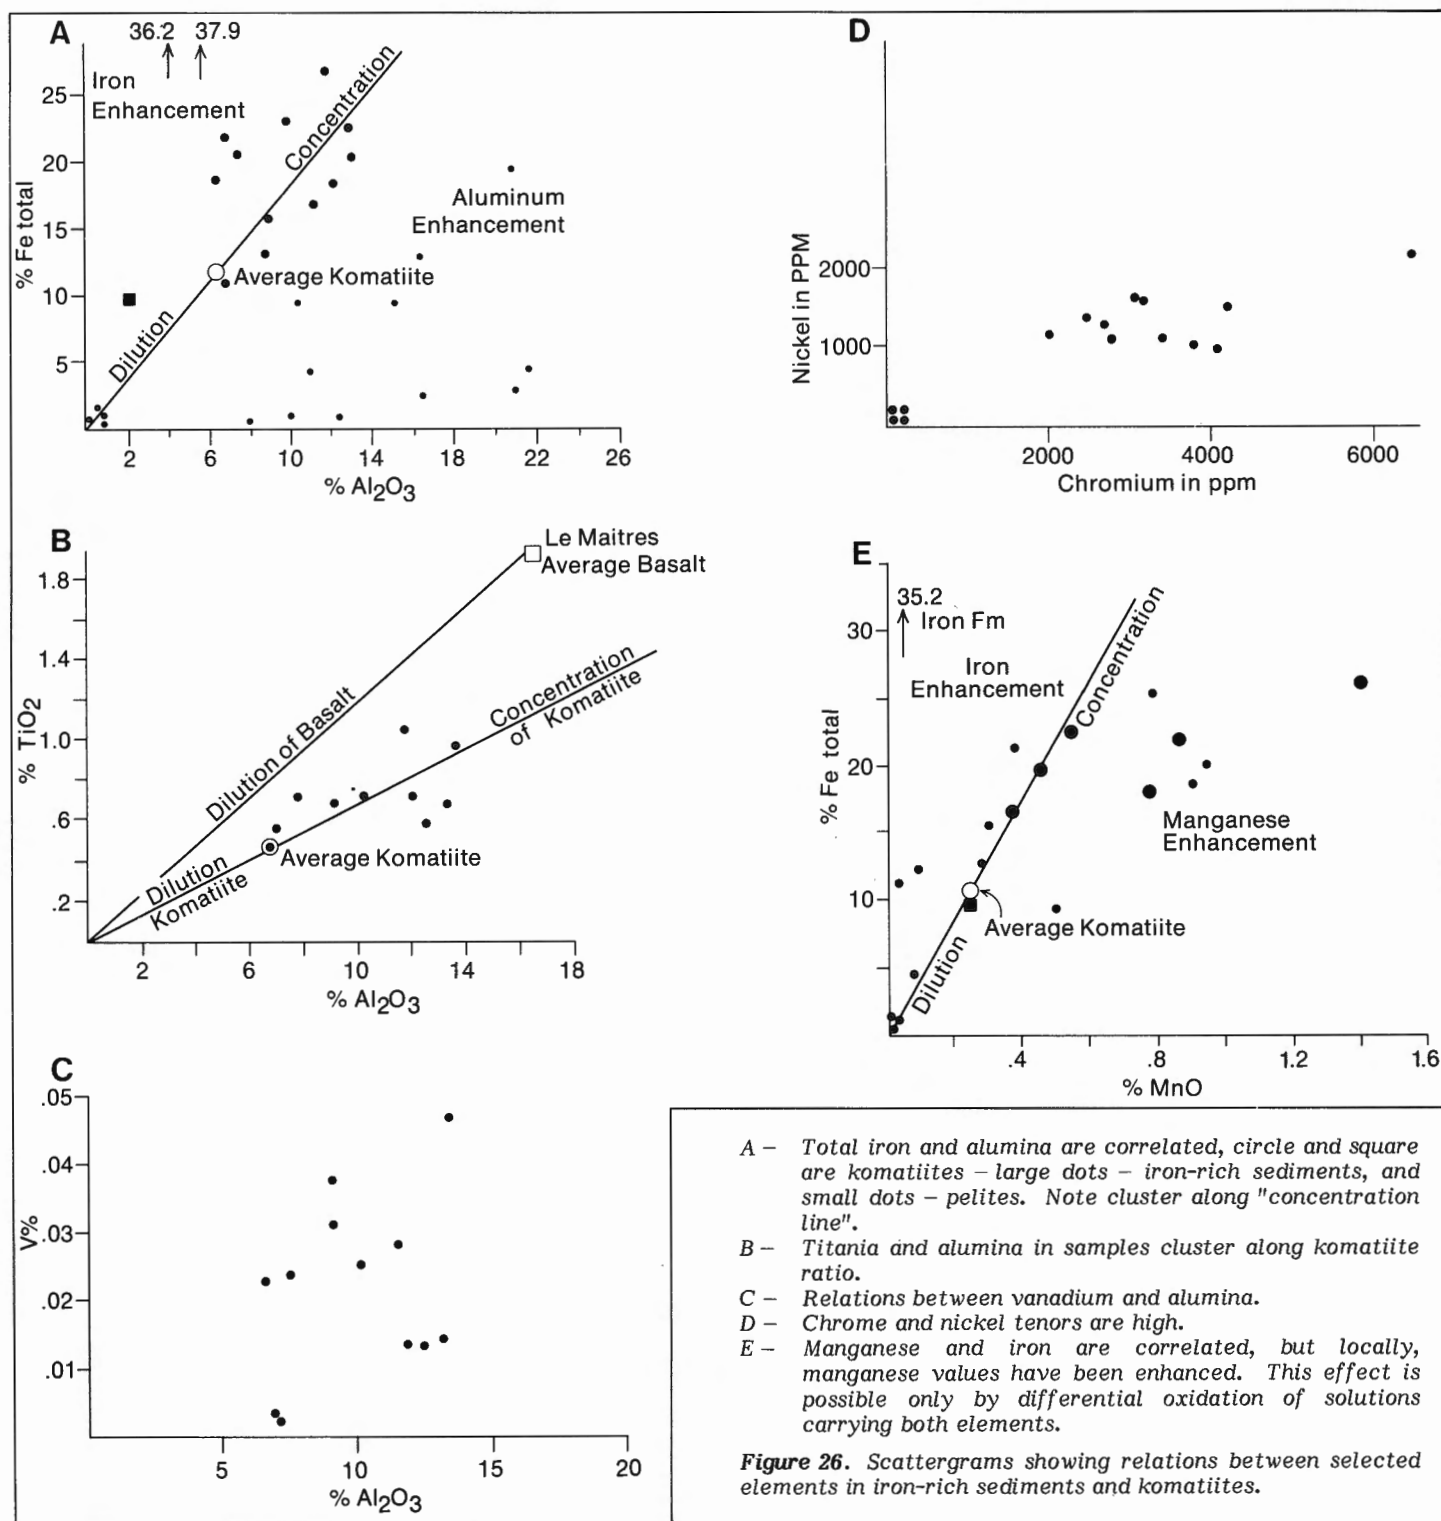 A
36.2 37.9
Iron
Enhancement
Concentration
25
20
15
10
5
% Fe total
Aluminum
Enhancement
Average Komatiite
Dilution
2 6 10 14 18 22 26
% Al2O3
B
Le Maitres
Average Basalt
1.8
1.4
1.0
.6
.2
% TiO2
Dilution of Basalt
Concentration
of Komatiite
Average Komatiite
Dilution
Komatiite
2 6 10 14 18
% Al2O3
C
.05
.04
.03
.02
.01
V%
5 10 15 20
% Al2O3
D
Nickel in PPM
2000
1000
2000 4000 6000
Chromium in ppm
E
35.2
Iron Fm
30
20
10
% Fe total
Iron
Enhancement
Concentration
Manganese
Enhancement
Average Komatiite
Dilution
.4 .8 1.2 1.6
% MnO
A – Total iron and alumina are correlated, circle and square
are komatiites – large dots – iron-rich sediments, and
small dots – pelites. Note cluster along "concentration
line".
B – Titania and alumina in samples cluster along komatiite
ratio.
C – Relations between vanadium and alumina.
D – Chrome and nickel tenors are high.
E – Manganese and iron are correlated, but locally,
manganese values have been enhanced. This effect is
possible only by differential oxidation of solutions
carrying both elements.
Figure 26. Scattergrams showing relations between selected
elements in iron-rich sediments and komatiites.